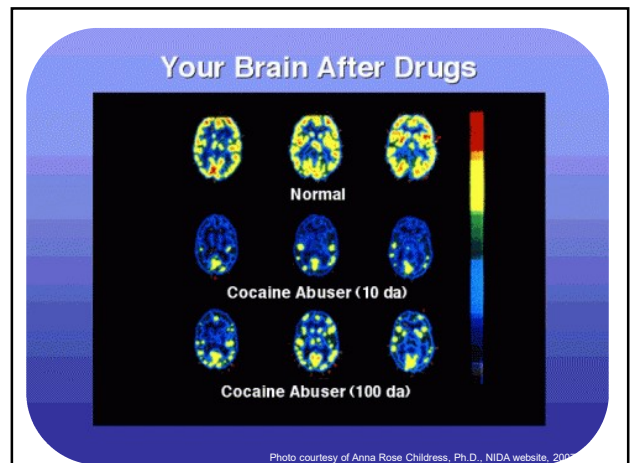 Your Brain After Drugs
Normal
Cocaine Abuser (10 da)
Cocaine Abuser (100 da)
Photo courtesy of Anna Rose Childress, Ph.D., NIDA website,